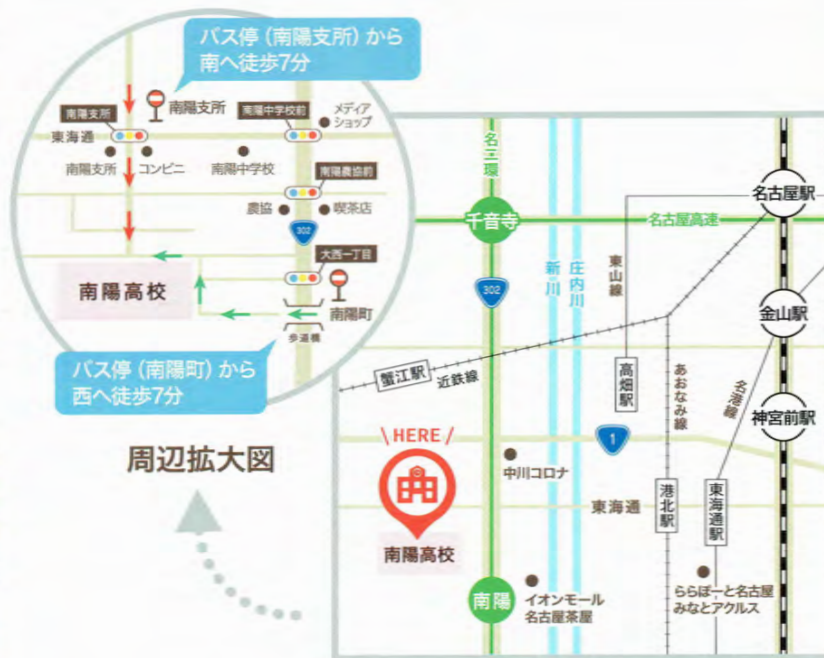 バス停（南陽支所）から
南へ徒歩7分
南陽支所
南陽支所
南陽中学校前
メディア
ショップ
東海通
南陽支所
コンビニ
南陽中学校
南陽農協前
農協
喫茶店
302
大西一丁目
南陽高校
南陽町
歩道橋
バス停（南陽町）から
西へ徒歩7分
周辺拡大図
名三環
千音寺
名古屋高速
名古屋駅
302
新川
庄内川
東山線
金山駅
蟹江駅
近鉄線
高畑駅
あおなみ線
名港線
神宮前駅
\ HERE /
1
中川コロナ
東海通
港北駅
東海通駅
南陽高校
南陽
イオンモール
名古屋茶屋
ららぽーと名古屋
みなとアクルス